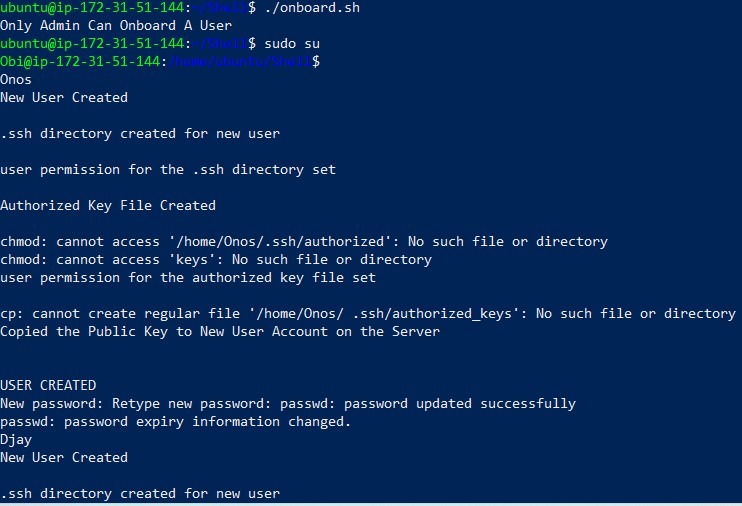 ubuntu@ip-172-31-51-144:~/Shell$ ./onboard.sh
Only Admin Can Onboard A User
ubuntu@ip-172-31-51-144:~/Shell$ sudo su
Obi@ip-172-31-51-144:/home/ubuntu/Shell$
Onos
New User Created
.ssh directory created for new user
user permission for the .ssh directory set
Authorized Key File Created
chmod: cannot access '/home/Onos/.ssh/authorized': No such file or directory
chmod: cannot access 'keys': No such file or directory
user permission for the authorized key file set
cp: cannot create regular file '/home/Onos/ .ssh/authorized_keys': No such file or directory
Copied the Public Key to New User Account on the Server
USER CREATED
New password: Retype new password: passwd: password updated successfully
passwd: password expiry information changed.
Djay
New User Created
.ssh directory created for new user